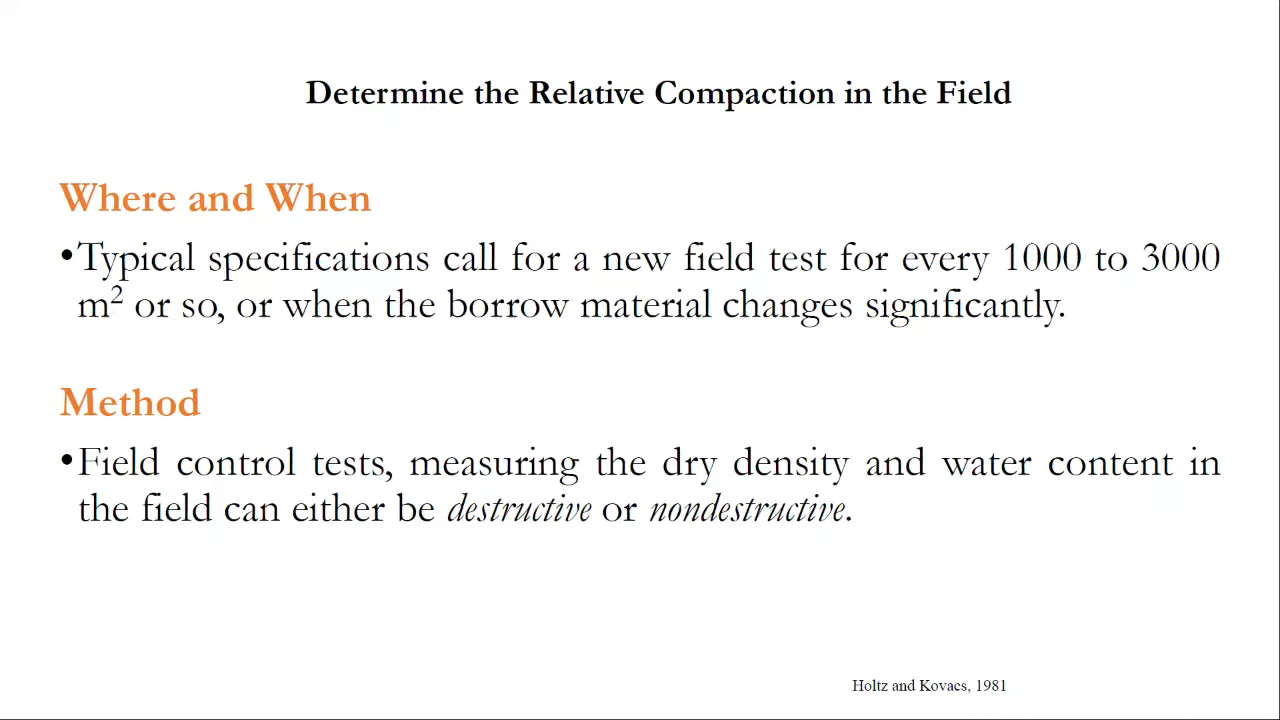 Determine the Relative Compaction in the Field
Where and When
•Typical specifications call for a new field test for every 1000 to 3000
m² or so, or when the borrow material changes significantly.
Method
•Field control tests, measuring the dry density and water content in
the field can either be destructive or nondestructive.
Holtz and Kovacs, 1981